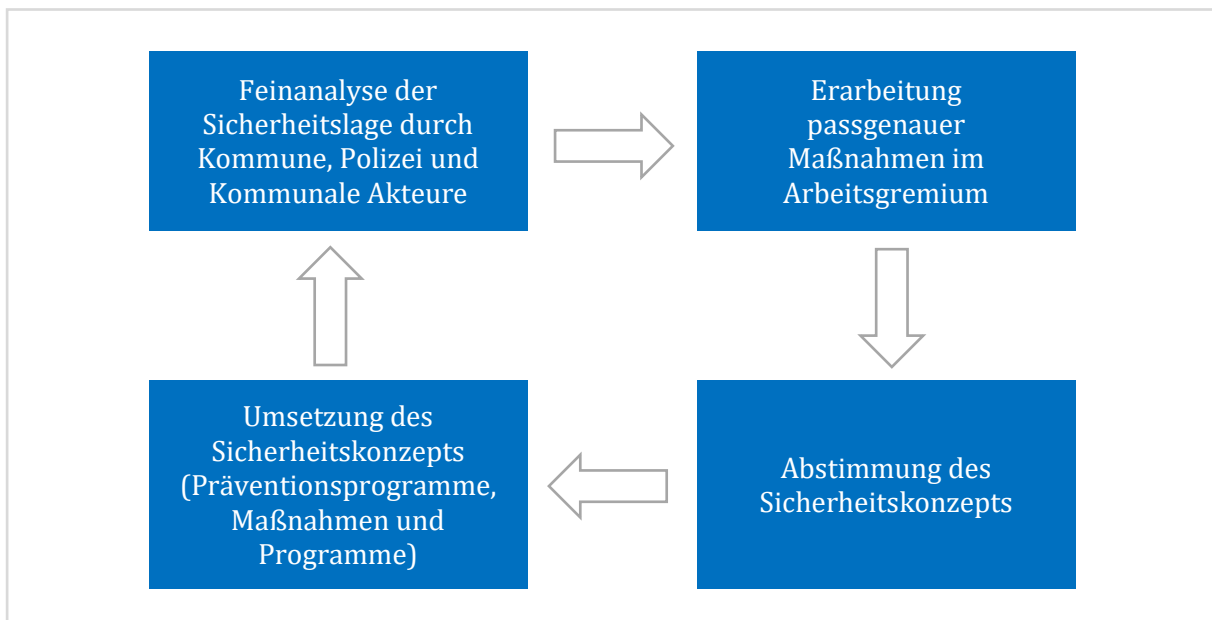 Feinanalyse der
Sicherheitslage durch
Kommune, Polizei und
Kommunale Akteure
Erarbeitung
passgenauer
Maßnahmen im
Arbeitsgremium
Abstimmung des
Sicherheitskonzepts
Umsetzung des
Sicherheitskonzepts
(Präventionsprogramme,
Maßnahmen und
Programme)